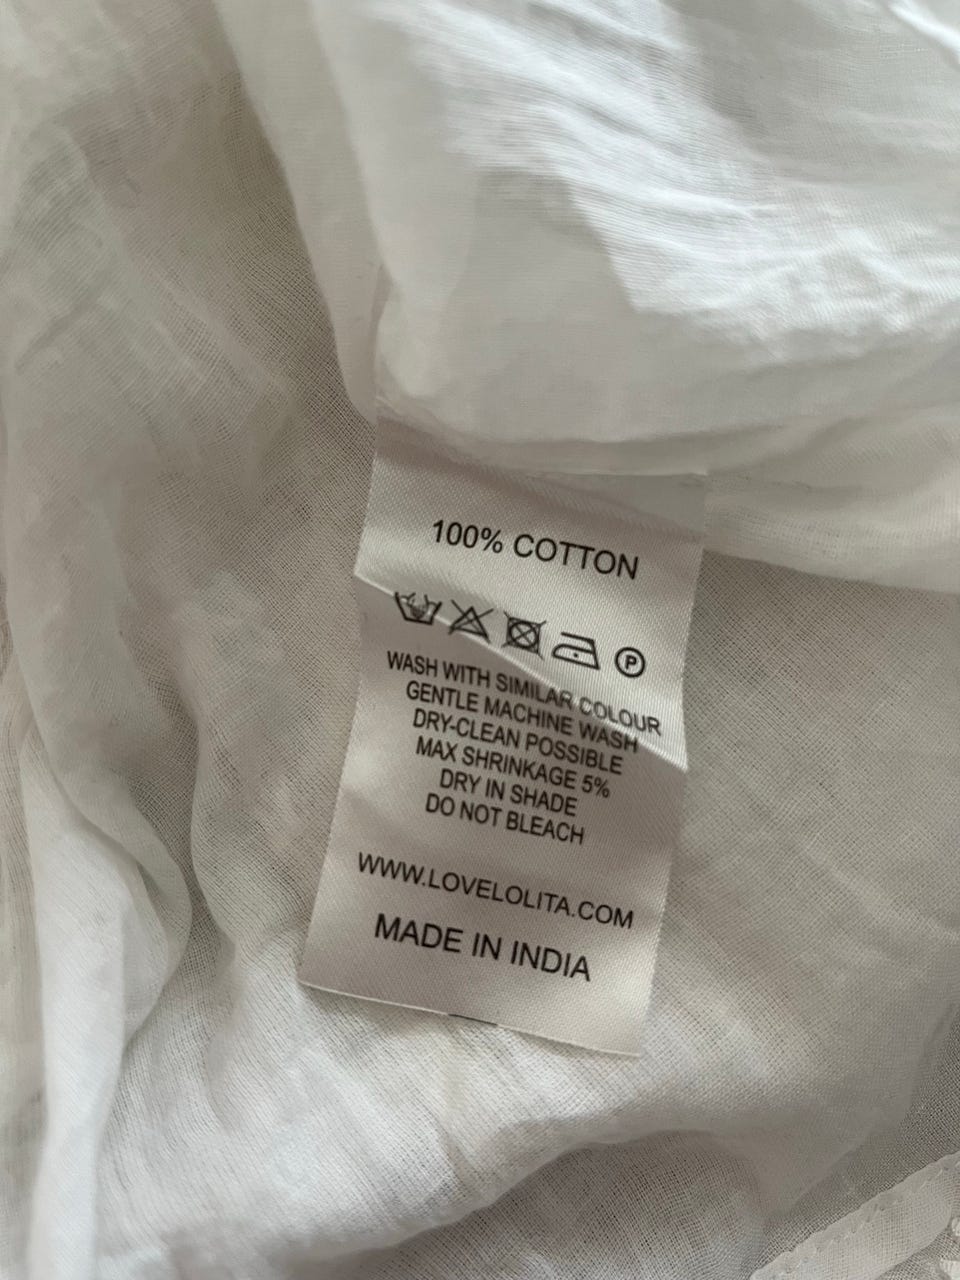 100% COTTON
P
WASH WITH SIMILAR COLOUR
GENTLE MACHINE WASH
DRY-CLEAN POSSIBLE
MAX SHRINKAGE 5%
DRY IN SHADE
DO NOT BLEACH
WWW.LOVELOLITA.COM
MADE IN INDIA